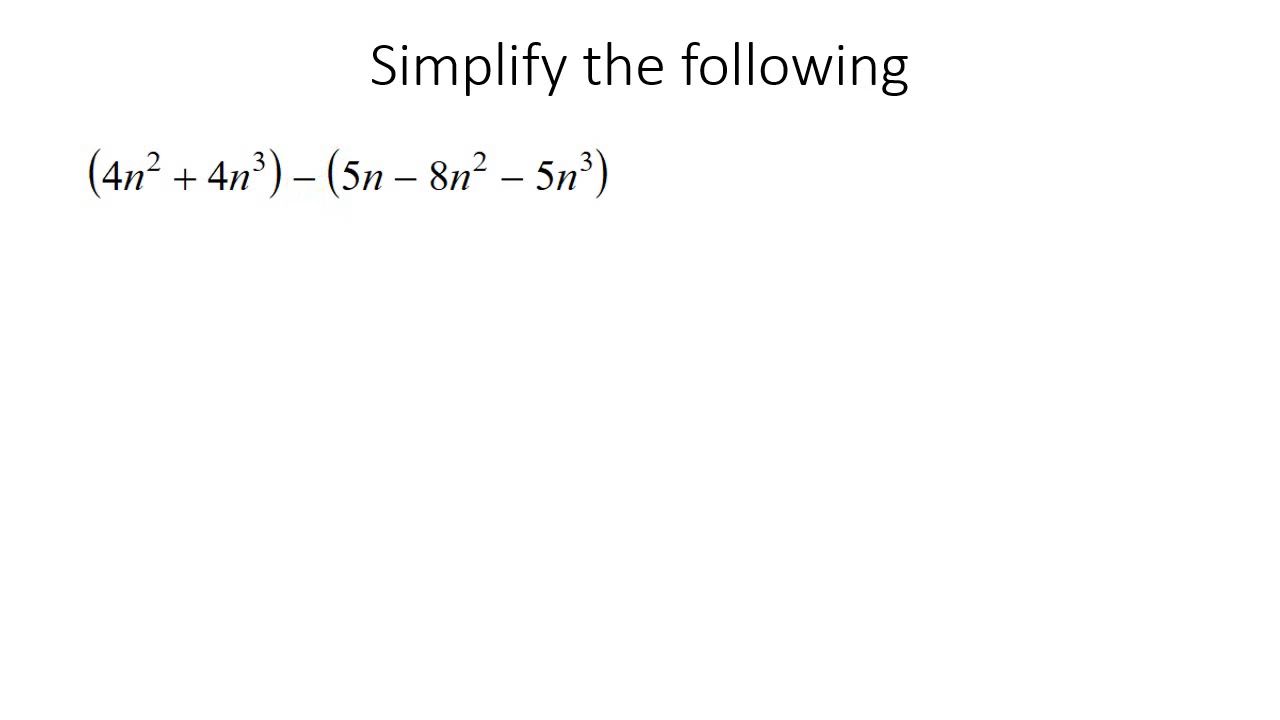 Simplify the following
(4n² + 4n³) – (5n – 8n² – 5n³)